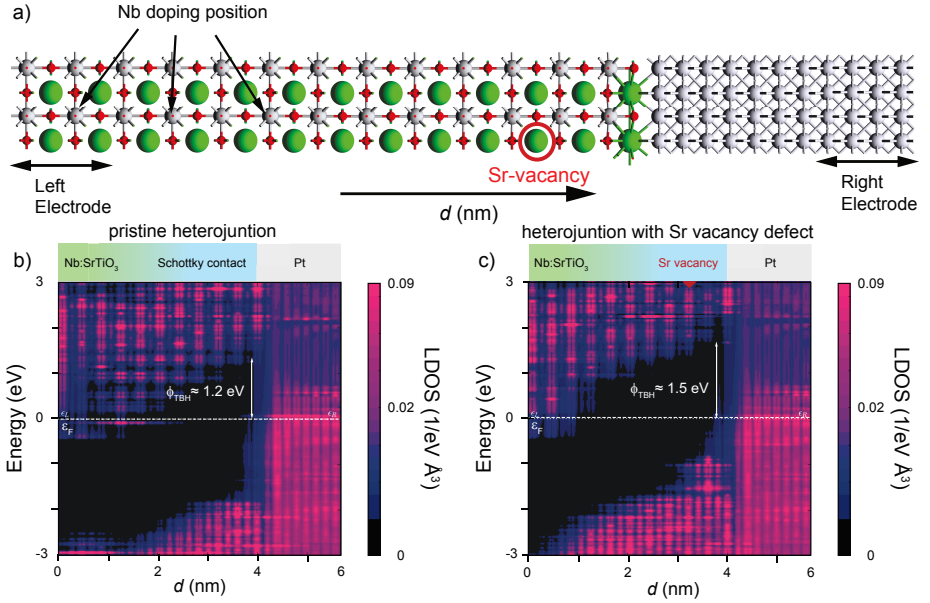 a)
Nb doping position
Sr-vacancy
Left
Electrode
d (nm)
Right
Electrode
pristine heterojuntion
b)
Nb:SrTiO3
Schottky contact
Pt
3
0
-3
Energy (eV)
ϕTBH ≈ 1.2 eV
ϵL
ϵR
εF
0
2
4
6
d (nm)
0.09
0.02
0
LDOS (1/eV Å3)
heterojuntion with Sr vacancy defect
c)
Nb:SrTiO3
Sr vacancy
Pt
3
0
-3
Energy (eV)
ϕTBH ≈ 1.5 eV
ϵL
ϵR
εF
0
2
4
6
d (nm)
0.09
0.02
0
LDOS (1/eV Å3)